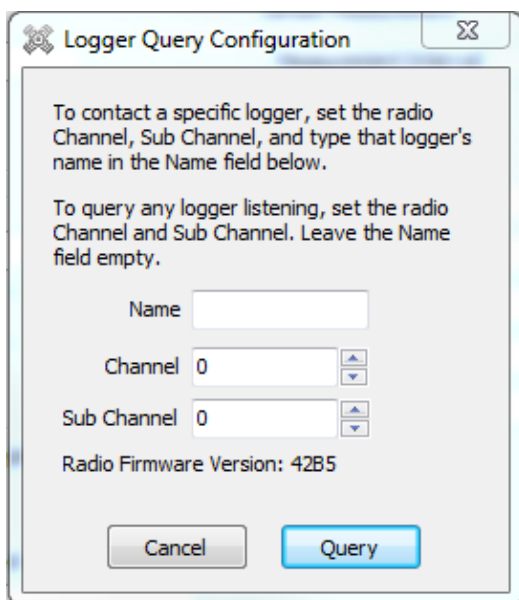 Logger Query Configuration
To contact a specific logger, set the radio
Channel, Sub Channel, and type that logger's
name in the Name field below.
To query any logger listening, set the radio
Channel and Sub Channel. Leave the Name
field empty.
Name
Channel 0
Sub Channel 0
Radio Firmware Version: 42B5
Cancel Query